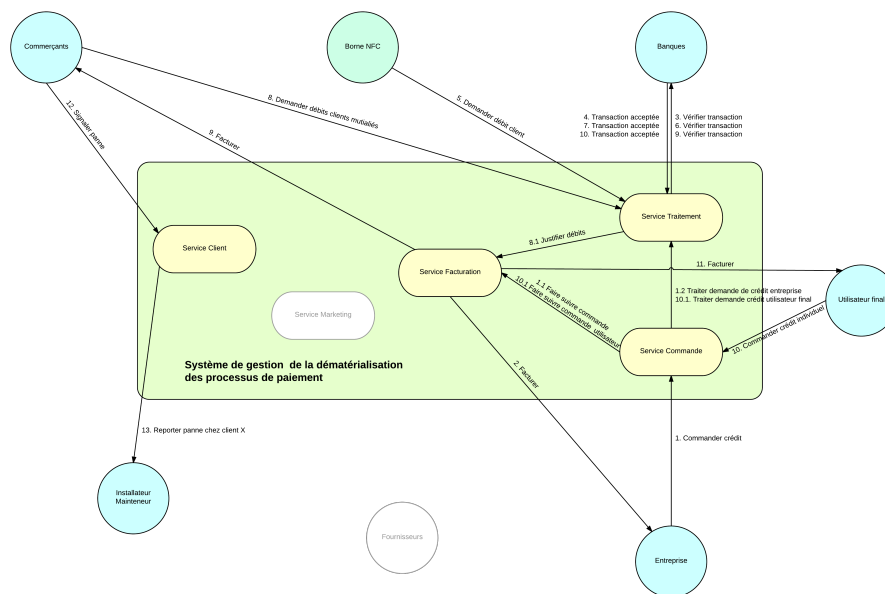 Commerçants
Borne NFC
Banques
12. Signaler panne
8. Demander débits clients mutialiés
9. Facturer
5. Demander débit client
4. Transaction acceptée
7. Transaction acceptée
10. Transaction acceptée
3. Vérifier transaction
6. Vérifier transaction
9. Vérifier transaction
Service Traitement
Service Client
8.1 Justifier débits
Service Facturation
11. Facturer
Service Marketing
1.1 Faire suivre commande
10.1 Faire suivre commande utilisateur
1.2 Traiter demande de crédit entreprise
10.1. Traiter demande crédit utilisateur final
Utilisateur final
10. Commander crédit individuel
Service Commande
Système de gestion de la dématérialisation
des processus de paiement
2. Facturer
13. Reporter panne chez client X
1. Commander crédit
Installateur
Mainteneur
Fournisseurs
Entreprise